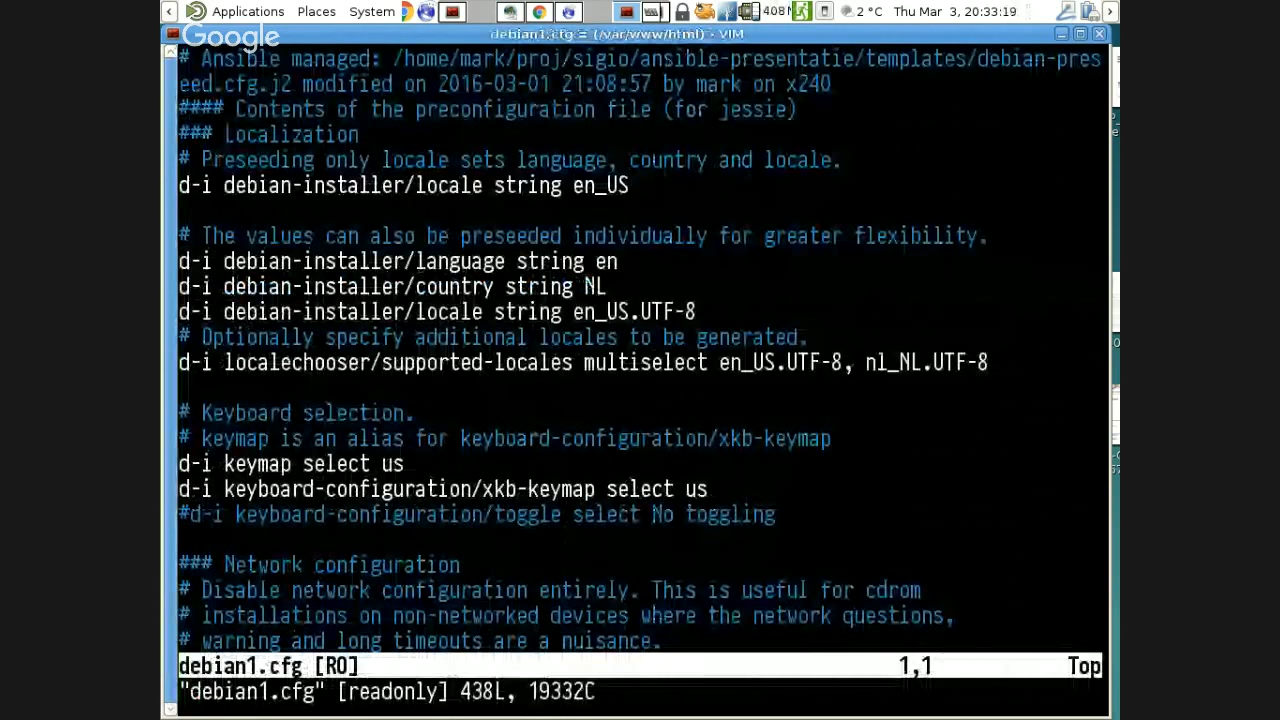 Applications Places System 408M 2 °C Thu Mar 3, 20:33:19
Google
debian1.cfg = (/var/www/html) - VIM
# Ansible managed: /home/mark/proj/sigio/ansible-presentatie/templates/debian-pres
eed.cfg.j2 modified on 2016-03-01 21:08:57 by mark on x240
#### Contents of the preconfiguration file (for jessie)
### Localization
# Preseeding only locale sets language, country and locale.
d-i debian-installer/locale string en_US
# The values can also be preseeded individually for greater flexibility.
d-i debian-installer/language string en
d-i debian-installer/country string NL
d-i debian-installer/locale string en_US.UTF-8
# Optionally specify additional locales to be generated.
d-i localechooser/supported-locales multiselect en_US.UTF-8, nl_NL.UTF-8
# Keyboard selection.
# keymap is an alias for keyboard-configuration/xkb-keymap
d-i keymap select us
d-i keyboard-configuration/xkb-keymap select us
#d-i keyboard-configuration/toggle select No toggling
### Network configuration
# Disable network configuration entirely. This is useful for cdrom
# installations on non-networked devices where the network questions,
# warning and long timeouts are a nuisance.
debian1.cfg [RO] 1,1 Top
"debian1.cfg" [readonly] 438L, 19332C